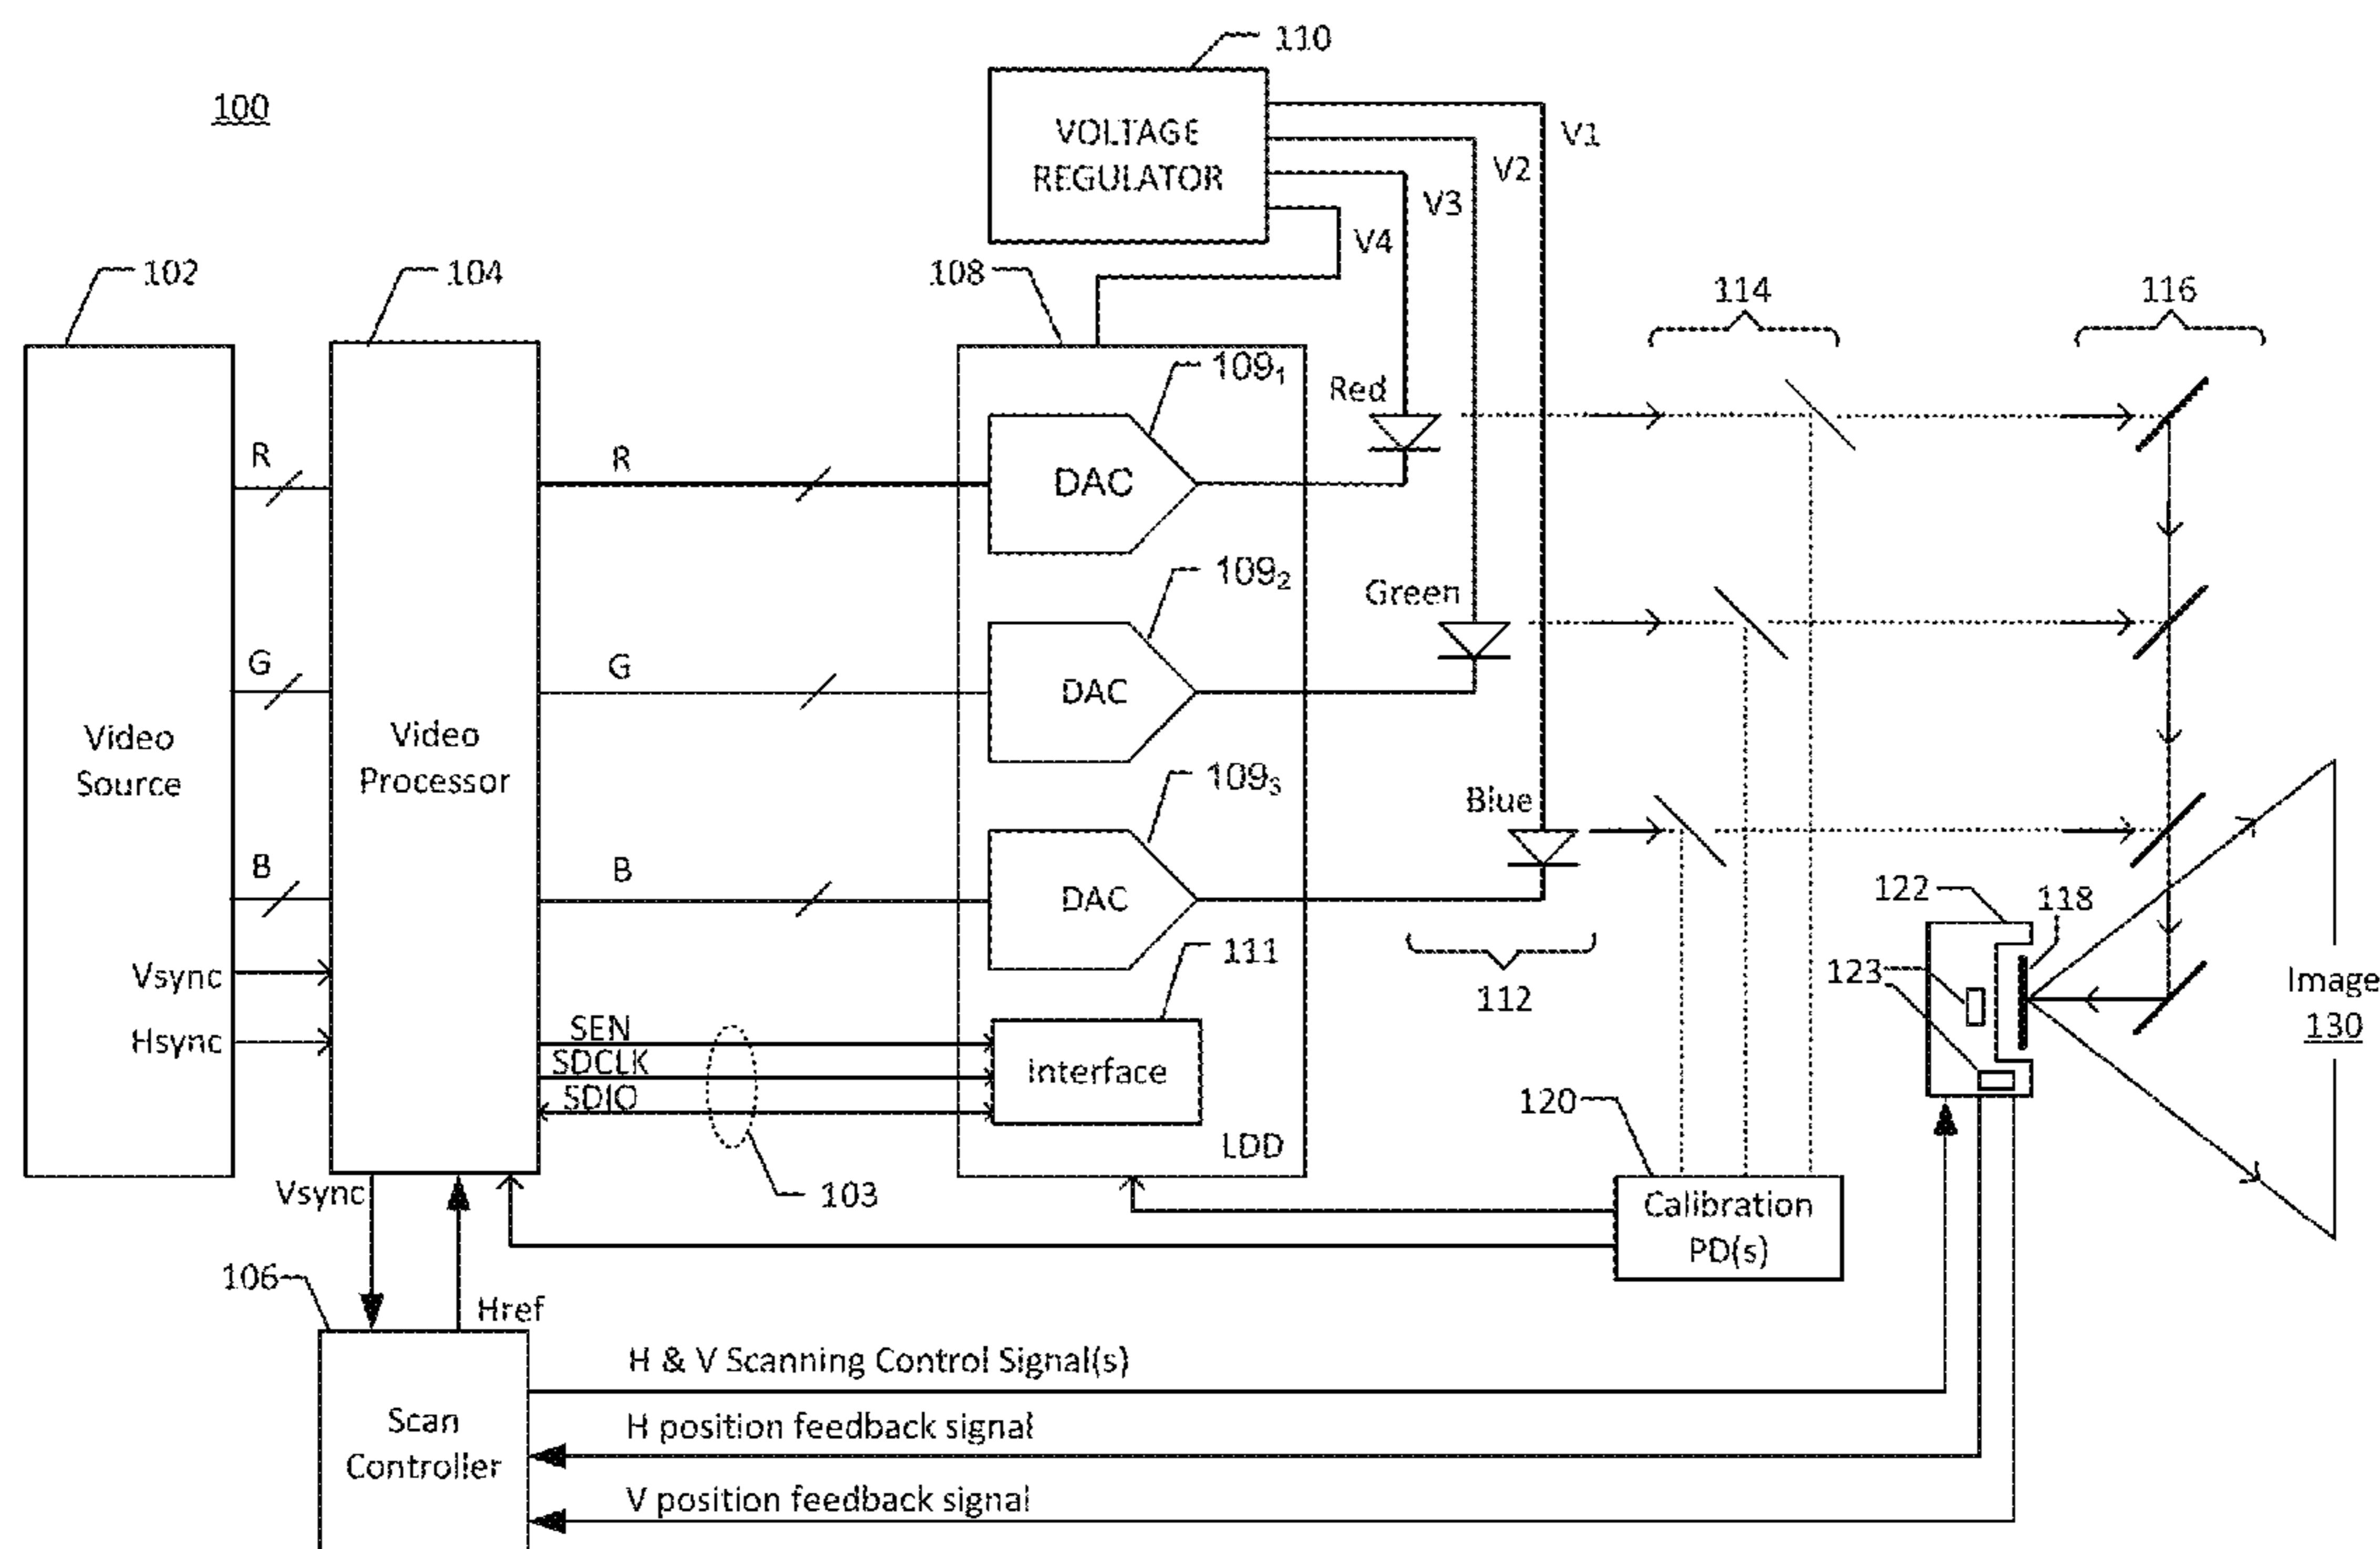 110
100
VOLTAGE
REGULATOR
V1
V2
V3
V4
102
104
108
114
116
109₁
Red
R
R
DAC
109₂
Green
G
G
DAC
Video
Source
Video
Processor
109₃
Blue
B
B
DAC
122
118
111
112
123
Image
130
Vsync
Hsync
SEN
SDCLK
SDIO
Interface
LDD
103
120
Calibration
PD(s)
Vsync
Href
106
H & V Scanning Control Signal(s)
Scan
Controller
H position feedback signal
V position feedback signal